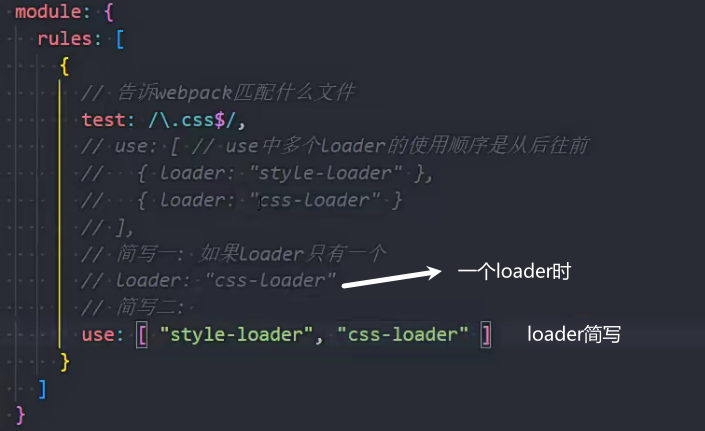 module: {
rules: [
{
// 告诉webpack匹配什么文件
test: /\.css$/,
// use: [ // use中多个loader的使用顺序是从后往前
//   { loader: "style-loader" },
//   { loader: "css-loader" }
// ],
// 简写一: 如果loader只有一个
// loader: "css-loader" 一个loader时
// 简写二:
use: [ "style-loader", "css-loader" ] loader简写
}
]
}